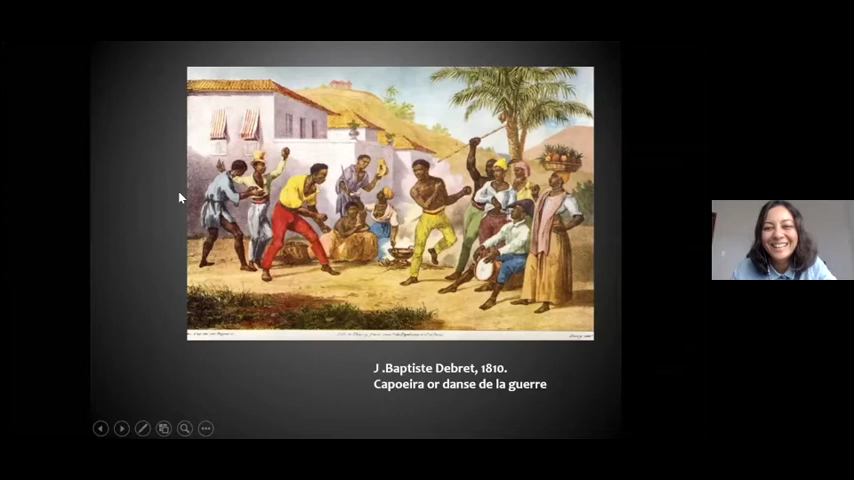 J .Baptiste Debret, 1810.
Capoeira or danse de la guerre